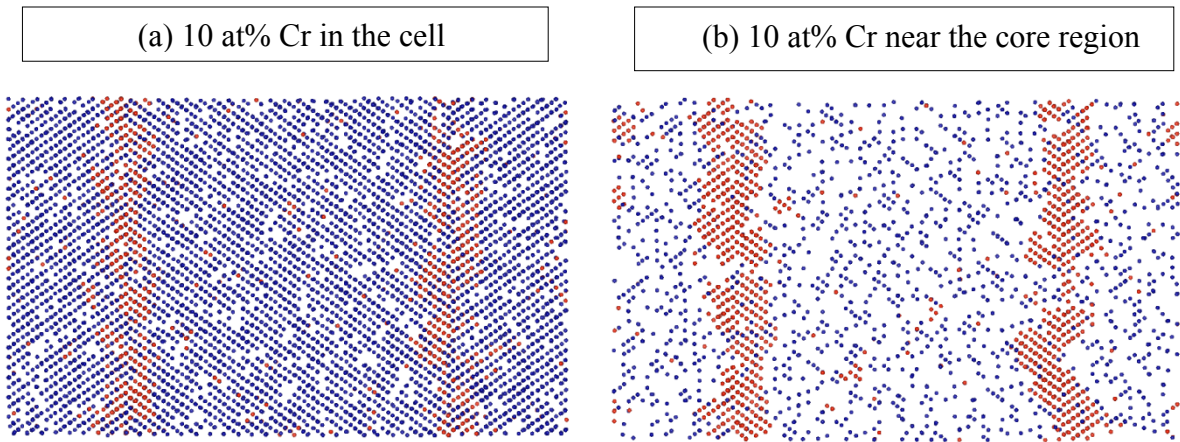 (a) 10 at% Cr in the cell
(b) 10 at% Cr near the core region